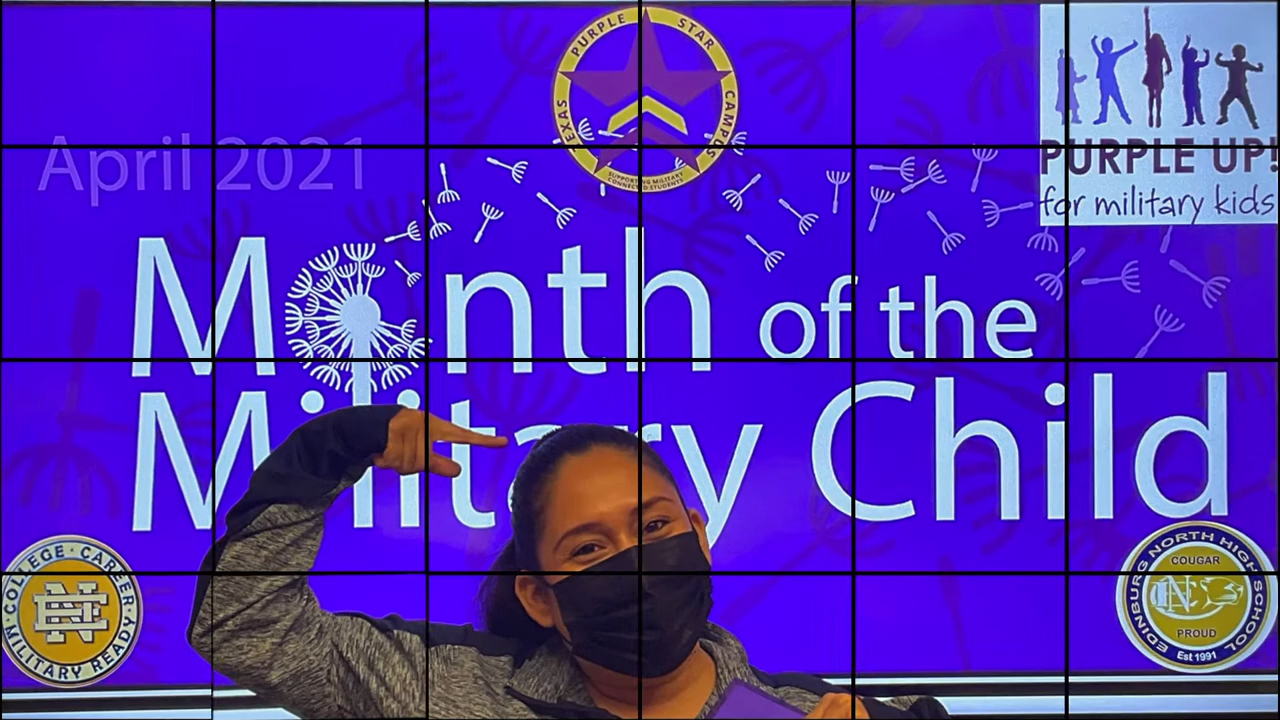 PURPLE STAR
TEXAS CAMPUS
SUPPORTING MILITARY
CONNECTED STUDENTS
PURPLE UP!
for military kids
April 2021
Month of the
Military Child
COLLEGE · CAREER
· MILITARY READY ·
EDINBURG NORTH HIGH SCHOOL
COUGAR
PROUD
Est 1991